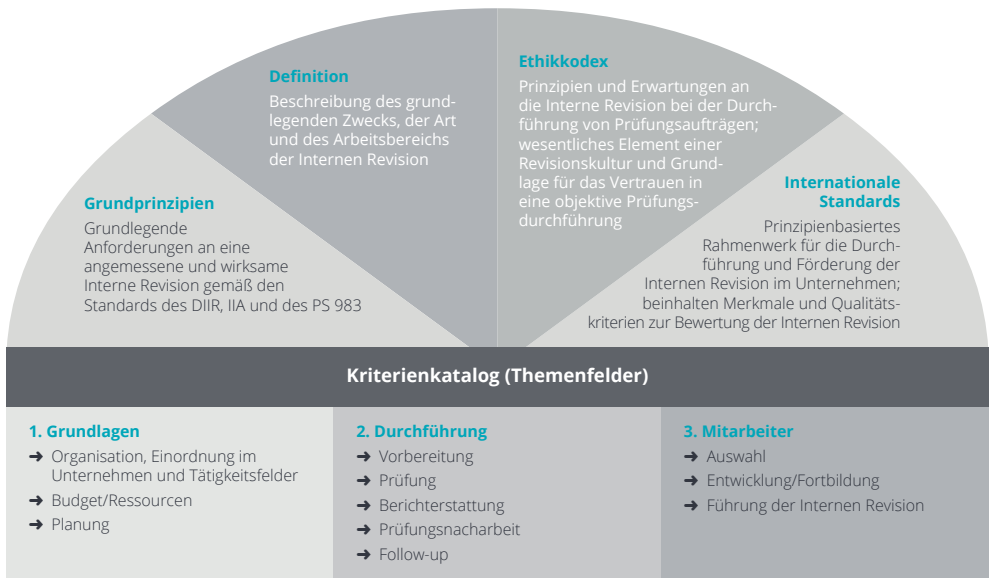 Definition
Beschreibung des grund-
legenden Zwecks, der Art
und des Arbeitsbereichs
der Internen Revision
Ethikkodex
Prinzipien und Erwartungen an
die Interne Revision bei der Durch-
führung von Prüfungsaufträgen;
wesentliches Element einer
Revisionskultur und Grund-
lage für das Vertrauen in
eine objektive Prüfungs-
durchführung
Grundprinzipien
Grundlegende
Anforderungen an eine
angemessene und wirksame
Interne Revision gemäß den
Standards des DIIR, IIA und des PS 983
Internationale
Standards
Prinzipienbasiertes
Rahmenwerk für die Durch-
führung und Förderung der
Internen Revision im Unternehmen;
beinhalten Merkmale und Qualitäts-
kriterien zur Bewertung der Internen Revision
Kriterienkatalog (Themenfelder)
1. Grundlagen
➔ Organisation, Einordnung im
Unternehmen und Tätigkeitsfelder
➔ Budget/Ressourcen
➔ Planung
2. Durchführung
➔ Vorbereitung
➔ Prüfung
➔ Berichterstattung
➔ Prüfungsnacharbeit
➔ Follow-up
3. Mitarbeiter
➔ Auswahl
➔ Entwicklung/Fortbildung
➔ Führung der Internen Revision